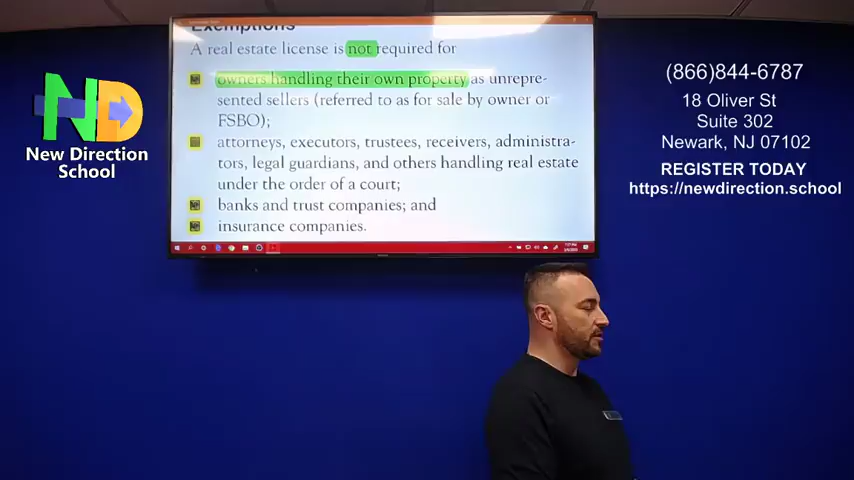 Exemptions
A real estate license is not required for
owners handling their own property as unrepre-
sented sellers (referred to as for sale by owner or
FSBO);
attorneys, executors, trustees, receivers, administra-
tors, legal guardians, and others handling real estate
under the order of a court;
banks and trust companies; and
insurance companies.
ND
New Direction
School
(866)844-6787
18 Oliver St
Suite 302
Newark, NJ 07102
REGISTER TODAY
https://newdirection.school